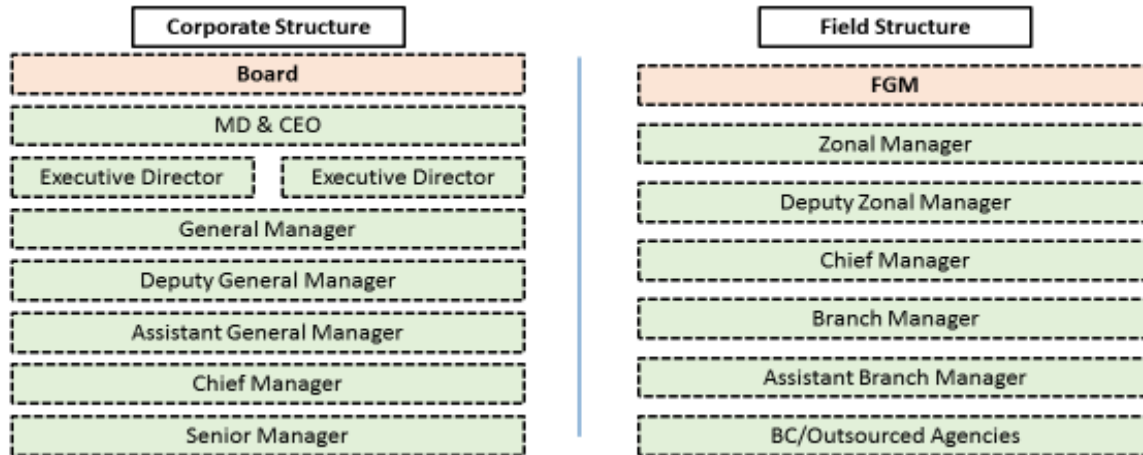 Corporate Structure
Board
MD & CEO
Executive Director
Executive Director
General Manager
Deputy General Manager
Assistant General Manager
Chief Manager
Senior Manager
Field Structure
FGM
Zonal Manager
Deputy Zonal Manager
Chief Manager
Branch Manager
Assistant Branch Manager
BC/Outsourced Agencies